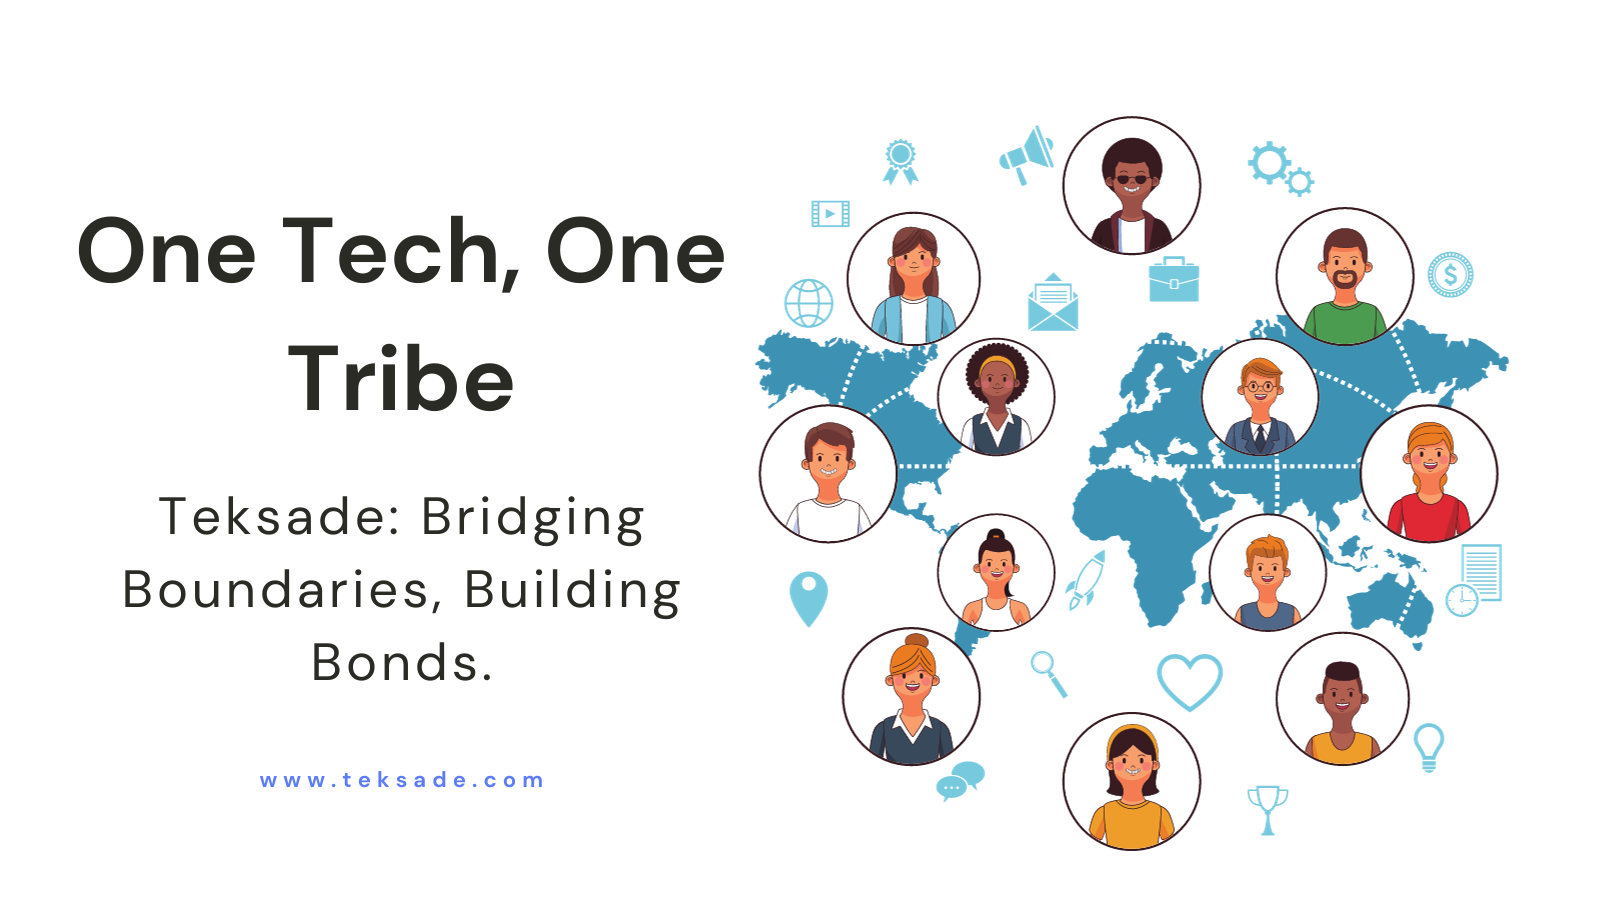 One Tech, One
Tribe
Teksade: Bridging
Boundaries, Building
Bonds.
www.teksade.com
$